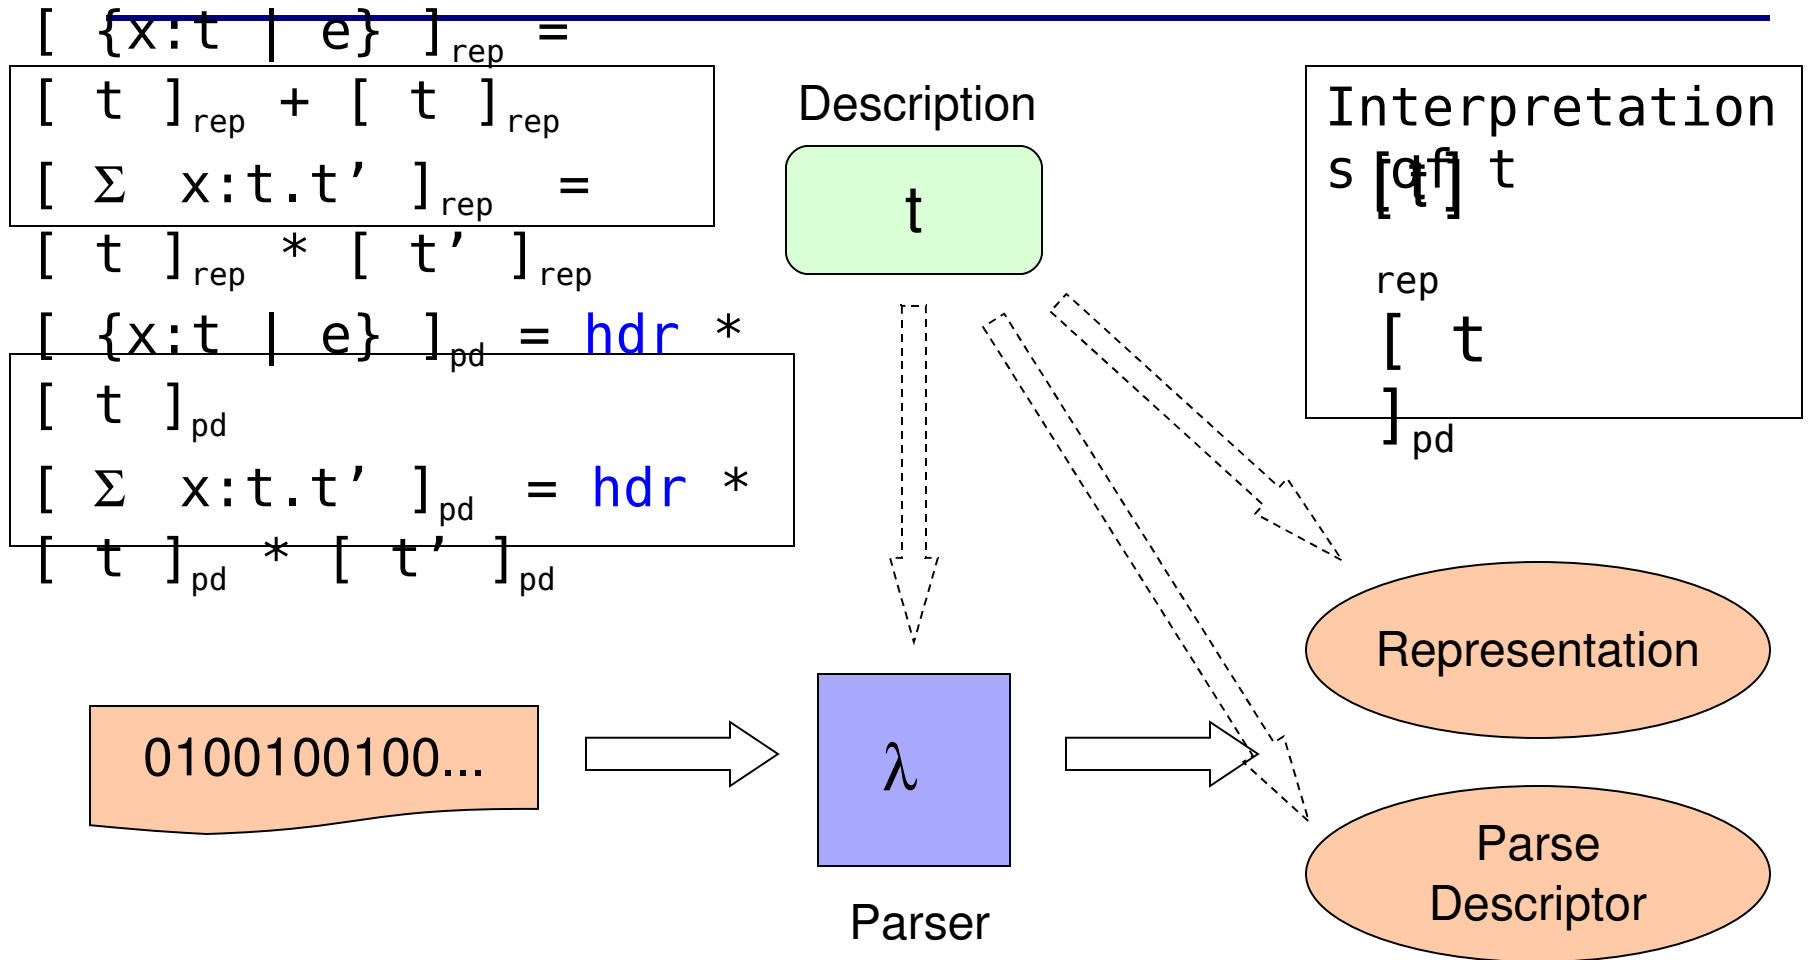 [ {x:t | e} ]rep =
[ t ]rep + [ t ]rep
[ Σ x:t.t’ ]rep =
[ t ]rep * [ t’ ]rep
[ {x:t | e} ]pd = hdr *
[ t ]pd
[ Σ x:t.t’ ]pd = hdr *
[ t ]pd * [ t’ ]pd
Description
t
Interpretation
s of t
[t]
rep
[ t
]pd
0100100100...
λ
Parser
Representation
Parse
Descriptor